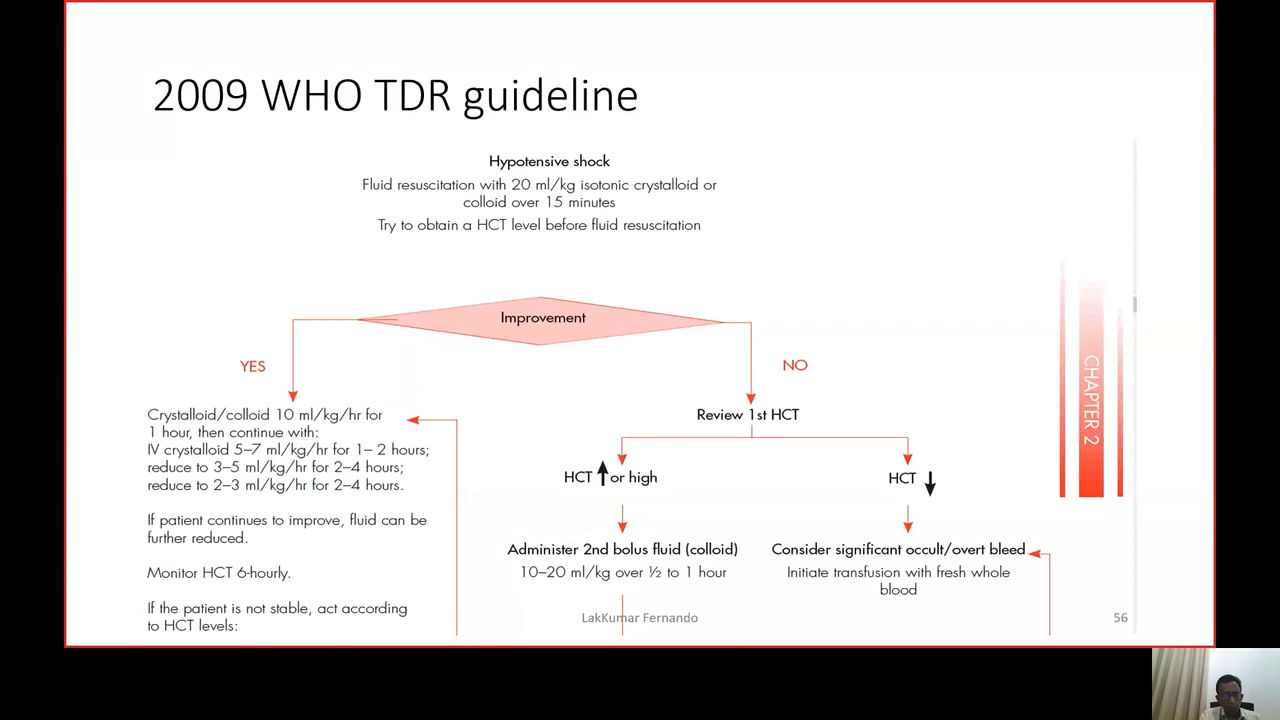 2009 WHO TDR guideline
Hypotensive shock
Fluid resuscitation with 20 ml/kg isotonic crystalloid or
colloid over 15 minutes
Try to obtain a HCT level before fluid resuscitation
Improvement
YES
NO
Crystalloid/colloid 10 ml/kg/hr for
1 hour, then continue with:
IV crystalloid 5–7 ml/kg/hr for 1– 2 hours;
reduce to 3–5 ml/kg/hr for 2–4 hours;
reduce to 2–3 ml/kg/hr for 2–4 hours.
If patient continues to improve, fluid can be
further reduced.
Monitor HCT 6-hourly.
If the patient is not stable, act according
to HCT levels:
Review 1st HCT
HCT ↑ or high
HCT ↓
Administer 2nd bolus fluid (colloid)
10–20 ml/kg over ½ to 1 hour
Consider significant occult/overt bleed
Initiate transfusion with fresh whole
blood
CHAPTER 2
LakKumar Fernando
56